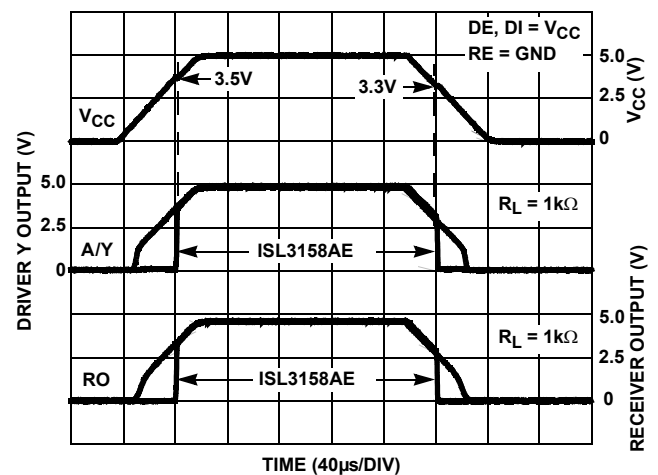 DE, DI = VCC
RE = GND
5.0
3.5V
3.3V
2.5
VCC
0
VCC (V)
DRIVER Y OUTPUT (V)
5.0
RL = 1kΩ
2.5
A/Y
ISL3158AE
0
5.0
RL = 1kΩ
2.5
RO
ISL3158AE
0
RECEIVER OUTPUT (V)
TIME (40µs/DIV)